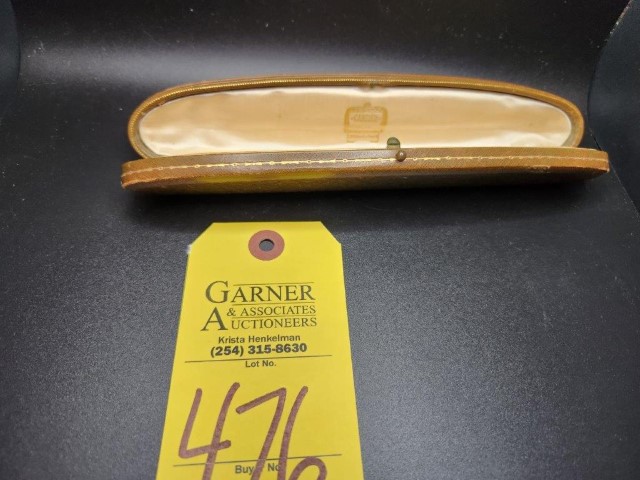 GARNER
& ASSOCIATES
AUCTIONEERS
Krista Henkelman
(254) 315-8630
Lot No.
476